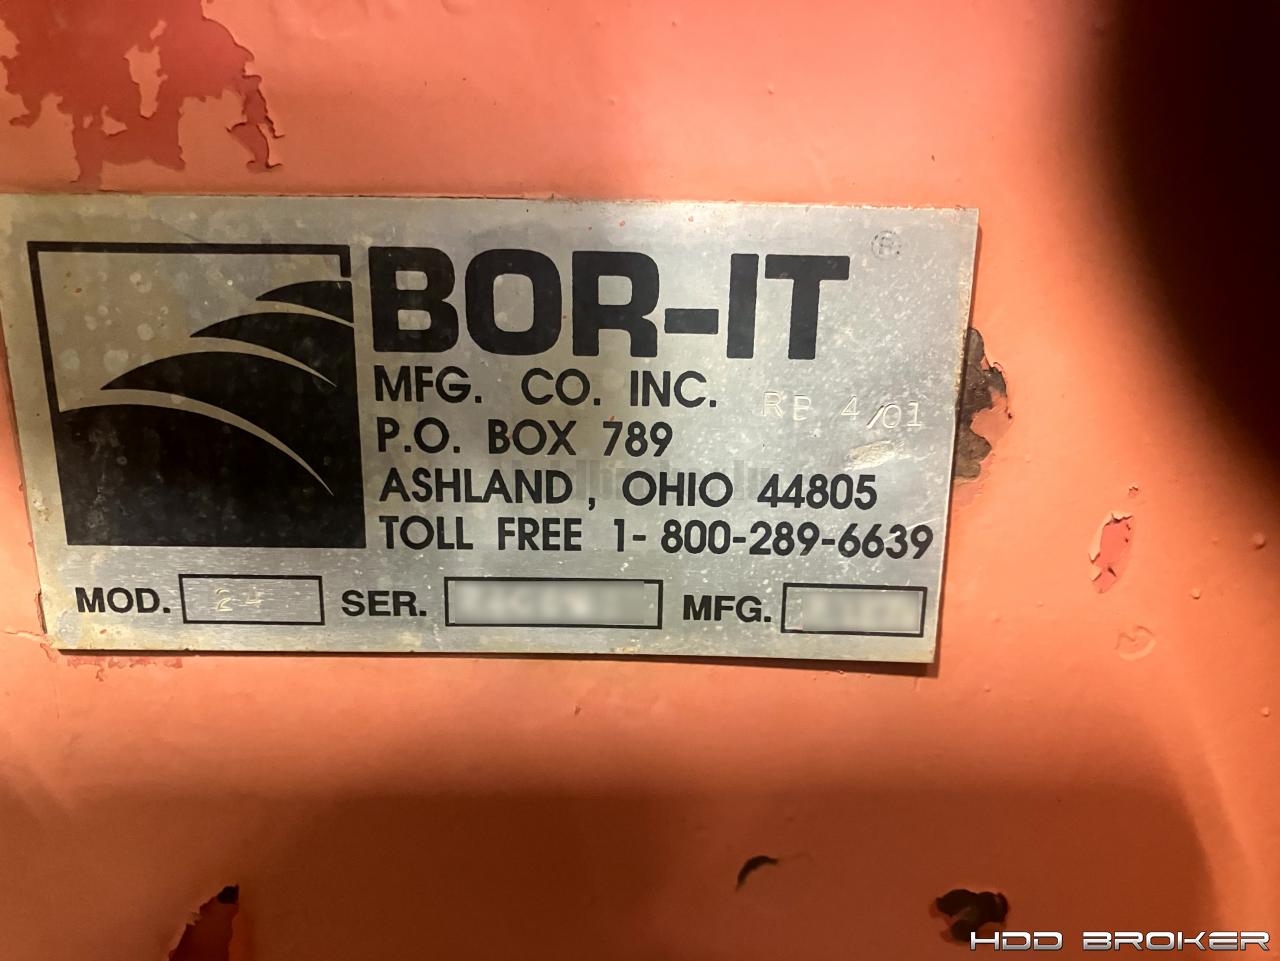 BOR-IT ®
MFG. CO. INC.
RB 4/01
P.O. BOX 789
ASHLAND, OHIO 44805
TOLL FREE 1-800-289-6639
MOD. 24 SER. MFG.
HDD BROKER